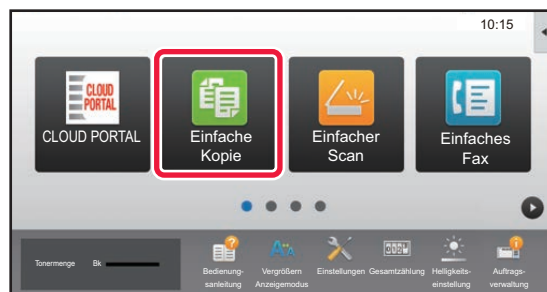 10:15
CLOUD
PORTAL
CLOUD PORTAL
Einfache
Kopie
Einfacher
Scan
Einfaches
Fax
Tonermenge Bk
Bedienung-
sanleitung
Vergrößern
Anzeigemodus
Einstellungen
Gesamtzählung
Helligkeits-
einstellung
Auftrags-
verwaltung